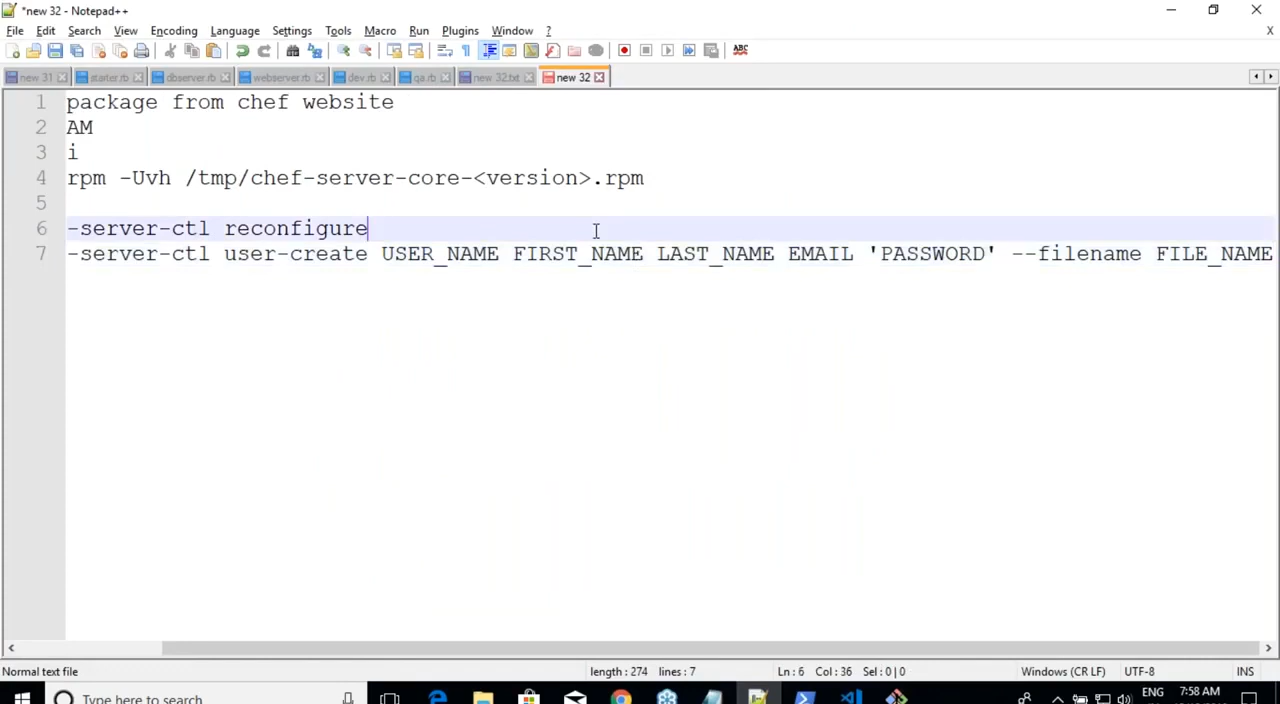 *new 32 - Notepad++
File Edit Search View Encoding Language Settings Tools Macro Run Plugins Window ? X
ABC
new 31 starter.rb dbserver.rb webserver.rb dev.rb qa.rb new 32.txt new 32
1 package from chef website
2 AM
3 i
4 rpm -Uvh /tmp/chef-server-core-<version>.rpm
5
6 -server-ctl reconfigure
7 -server-ctl user-create USER_NAME FIRST_NAME LAST_NAME EMAIL 'PASSWORD' --filename FILE_NAME
Normal text file length : 274 lines : 7 Ln : 6 Col : 36 Sel : 0 | 0 Windows (CR LF) UTF-8 INS
Type here to search ENG 7:58 AM